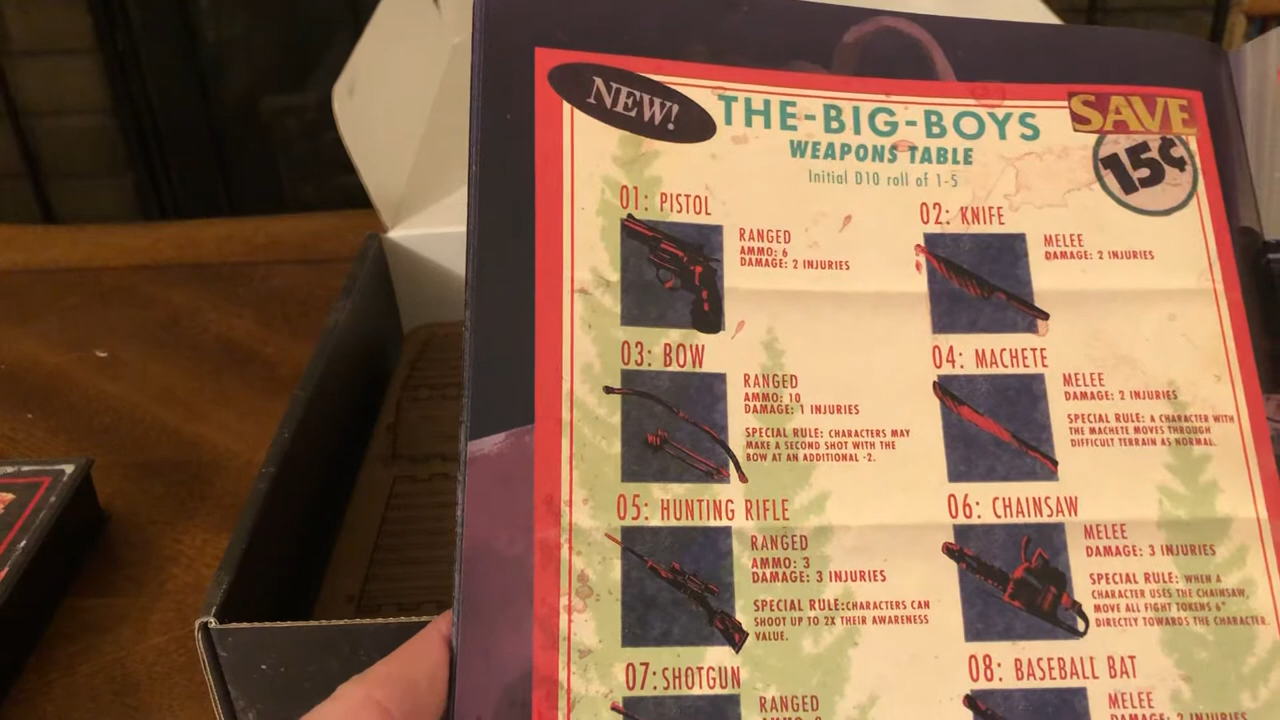 NEW!
THE-BIG-BOYS
WEAPONS TABLE
Initial D10 roll of 1-5
SAVE
15¢
01: PISTOL
RANGED
AMMO: 6
DAMAGE: 2 INJURIES
02: KNIFE
MELEE
DAMAGE: 2 INJURIES
03: BOW
RANGED
AMMO: 10
DAMAGE: 1 INJURIES
SPECIAL RULE: CHARACTERS MAY
MAKE A SECOND SHOT WITH THE
BOW AT AN ADDITIONAL -2.
04: MACHETE
MELEE
DAMAGE: 2 INJURIES
SPECIAL RULE: A CHARACTER WITH
THE MACHETE MOVES THROUGH
DIFFICULT TERRAIN AS NORMAL.
05: HUNTING RIFLE
RANGED
AMMO: 3
DAMAGE: 3 INJURIES
SPECIAL RULE:CHARACTERS CAN
SHOOT UP TO 2X THEIR AWARENESS
VALUE.
06: CHAINSAW
MELEE
DAMAGE: 3 INJURIES
SPECIAL RULE: WHEN A
CHARACTER USES THE CHAINSAW,
MOVE ALL FIGHT TOKENS 6"
DIRECTLY TOWARDS THE CHARACTER.
07: SHOTGUN
RANGED
AMMO:
08: BASEBALL BAT
MELEE
DAMAGE: 2 INJURIES